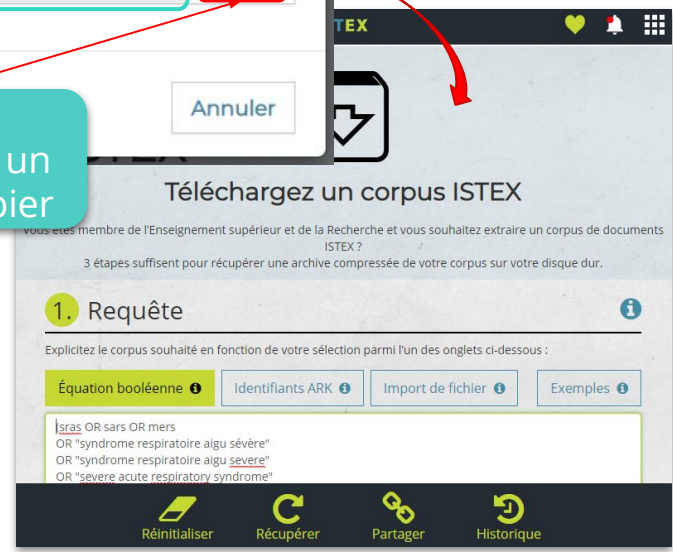 TEX
Annuler
un
pier
Téléchargez un corpus ISTEX
vous êtes membre de l'Enseignement supérieur et de la Recherche et vous souhaitez extraire un corpus de documents
ISTEX ?
3 étapes suffisent pour récupérer une archive compressée de votre corpus sur votre disque dur.
1. Requête
Explicitez le corpus souhaité en fonction de votre sélection parmi l'un des onglets ci-dessous :
Équation booléenne
Identifiants ARK
Import de fichier
Exemples
sras OR sars OR mers
OR "syndrome respiratoire aigu sévère"
OR "syndrome respiratoire aigu severe"
OR "severe acute respiratory syndrome"
Réinitialiser
Récupérer
Partager
Historique